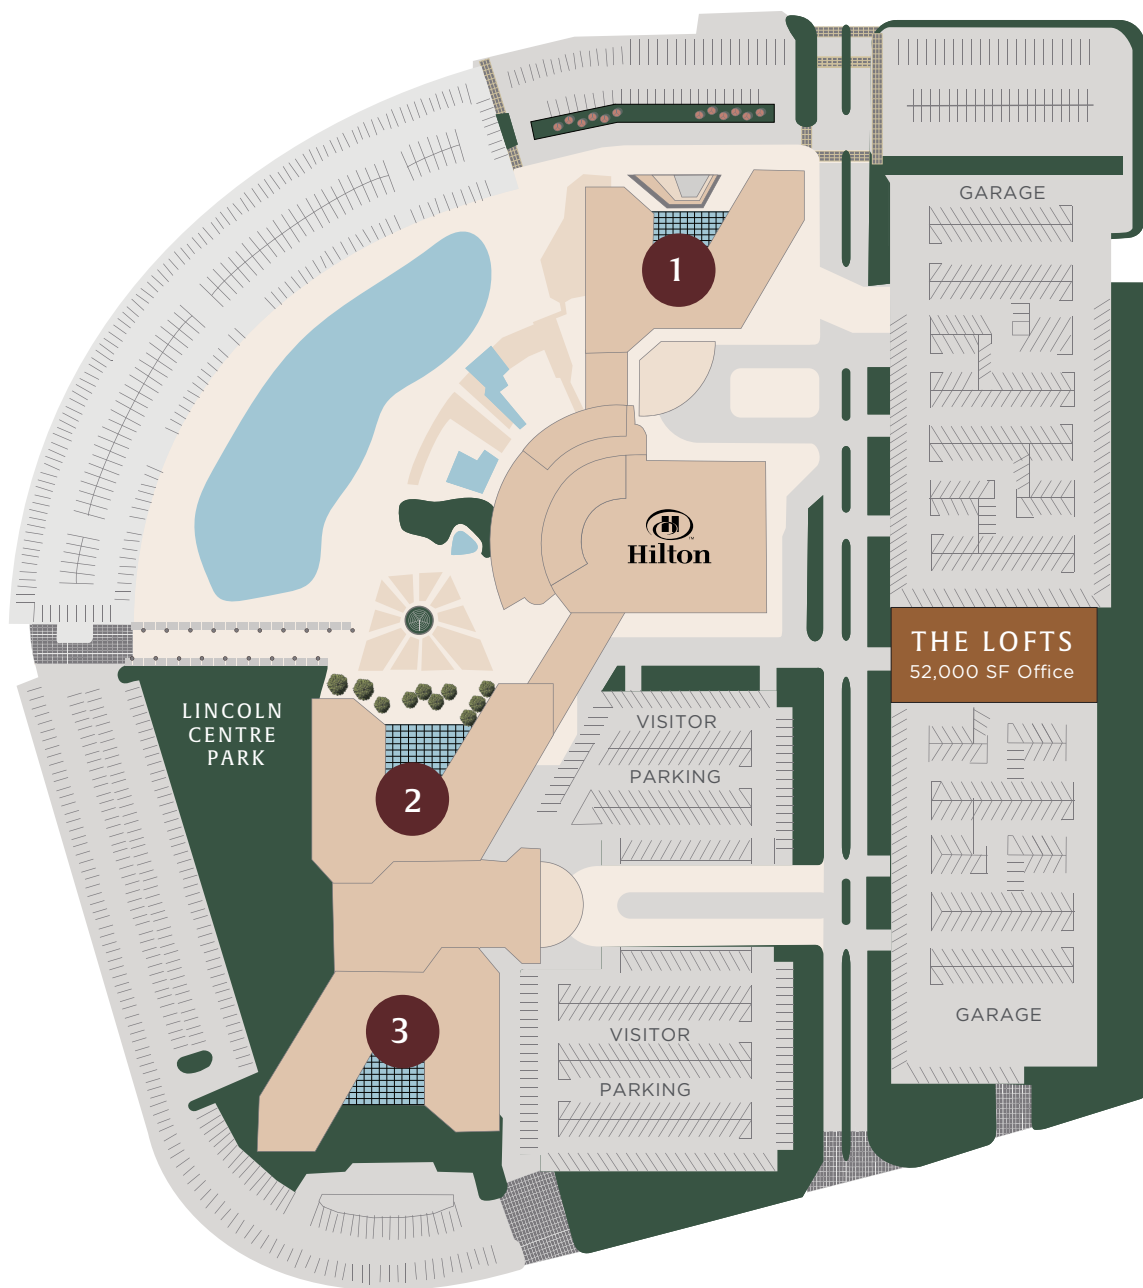 GARAGE
1
Hilton
™
THE LOFTS
52,000 SF Office
LINCOLN
CENTRE
PARK
VISITOR
PARKING
2
GARAGE
3
VISITOR
PARKING